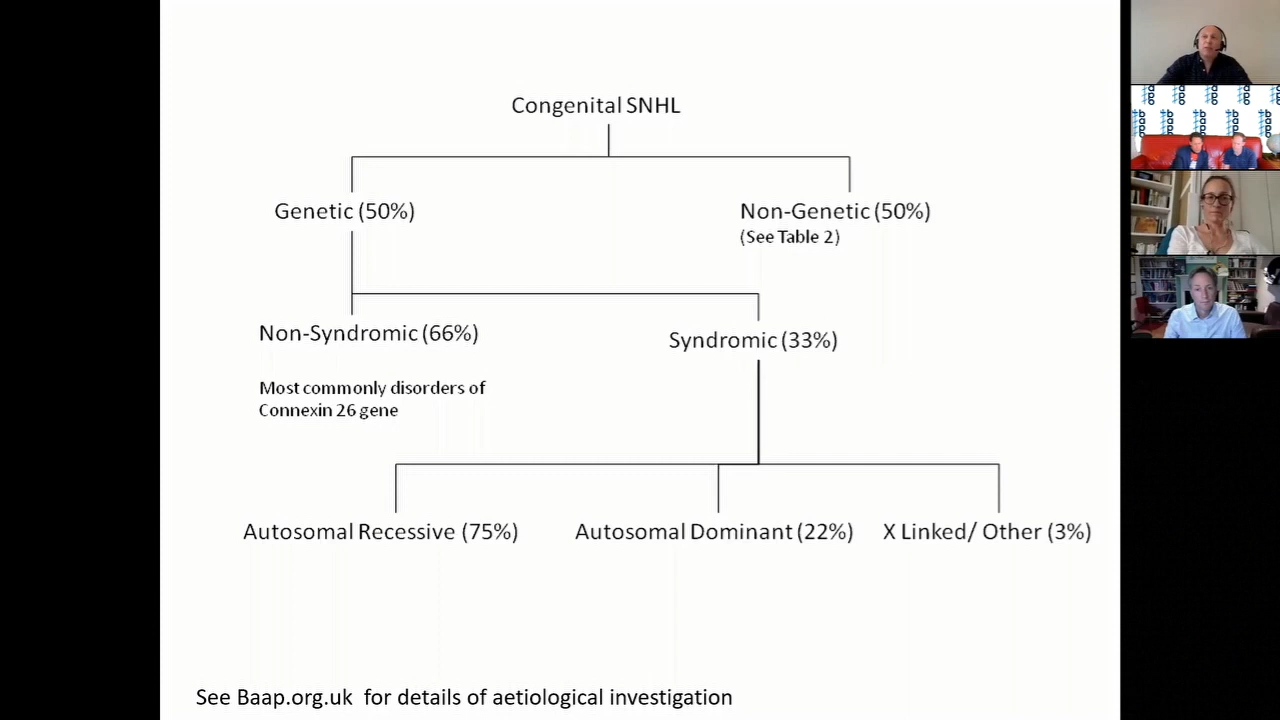 Congenital SNHL
Genetic (50%)
Non-Genetic (50%)
(See Table 2)
Non-Syndromic (66%)
Syndromic (33%)
Most commonly disorders of
Connexin 26 gene
Autosomal Recessive (75%)
Autosomal Dominant (22%)
X Linked/ Other (3%)
See Baap.org.uk  for details of aetiological investigation